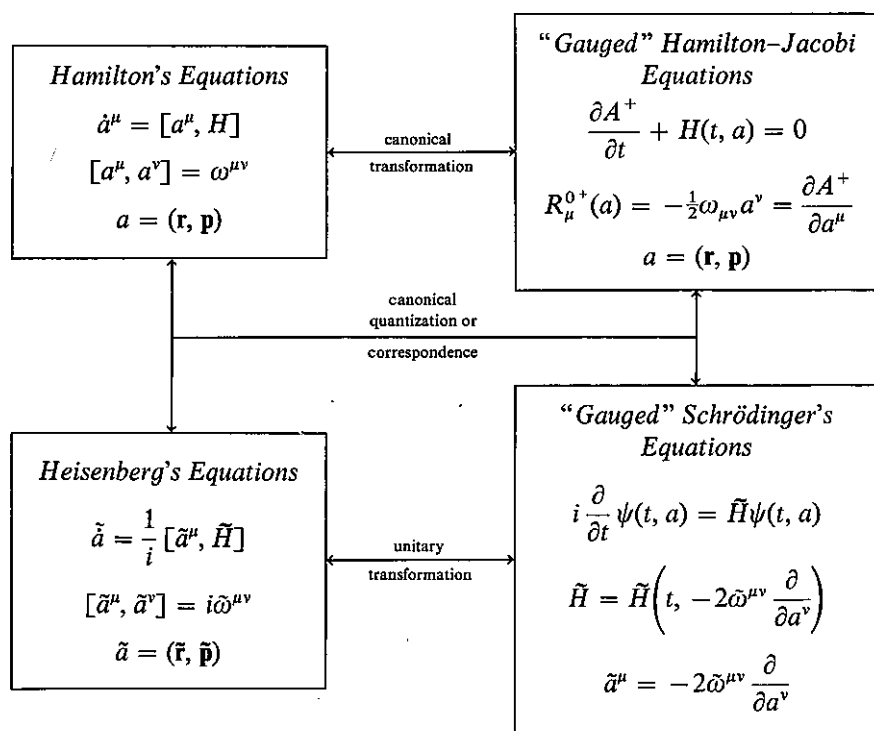 Hamilton's Equations
ȧ^μ = [a^μ, H]
[a^μ, a^ν] = ω^{μν}
a = (r, p)
canonical
transformation
“Gauged” Hamilton–Jacobi
Equations
∂A⁺/∂t + H(t, a) = 0
R_μ^{0+}(a) = −½ω_{μν}a^ν = ∂A⁺/∂a^μ
a = (r, p)
canonical
quantization or
correspondence
Heisenberg's Equations
ȧ̃ = 1/i [ã^μ, H̃]
[ã^μ, ã^ν] = iω̃^{μν}
ã = (r̃, p̃)
unitary
transformation
“Gauged” Schrödinger's
Equations
i ∂/∂t ψ(t, a) = H̃ψ(t, a)
H̃ = H̃(t, −2ω̃^{μν} ∂/∂a^ν)
ã^μ = −2ω̃^{μν} ∂/∂a^ν